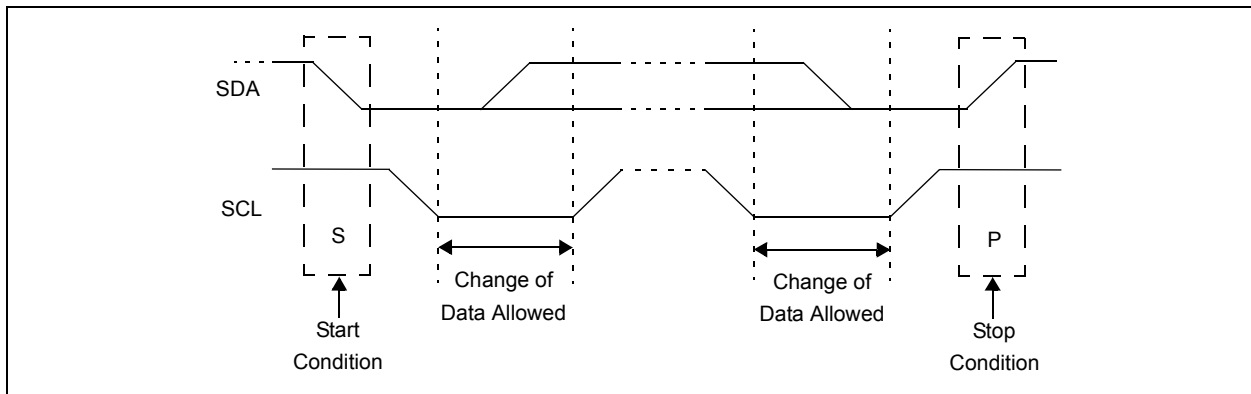 SDA
SCL
S
P
Change of
Data Allowed
Change of
Data Allowed
Start
Condition
Stop
Condition